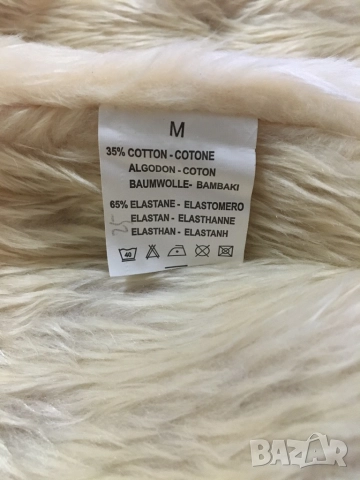 M
35% COTTON - COTONE
ALGODON - COTON
BAUMWOLLE - BAMBAKI
65% ELASTANE - ELASTOMERO
ELASTAN - ELASTHANNE
ELASTHAN - ELASTANH
40
BAZAR